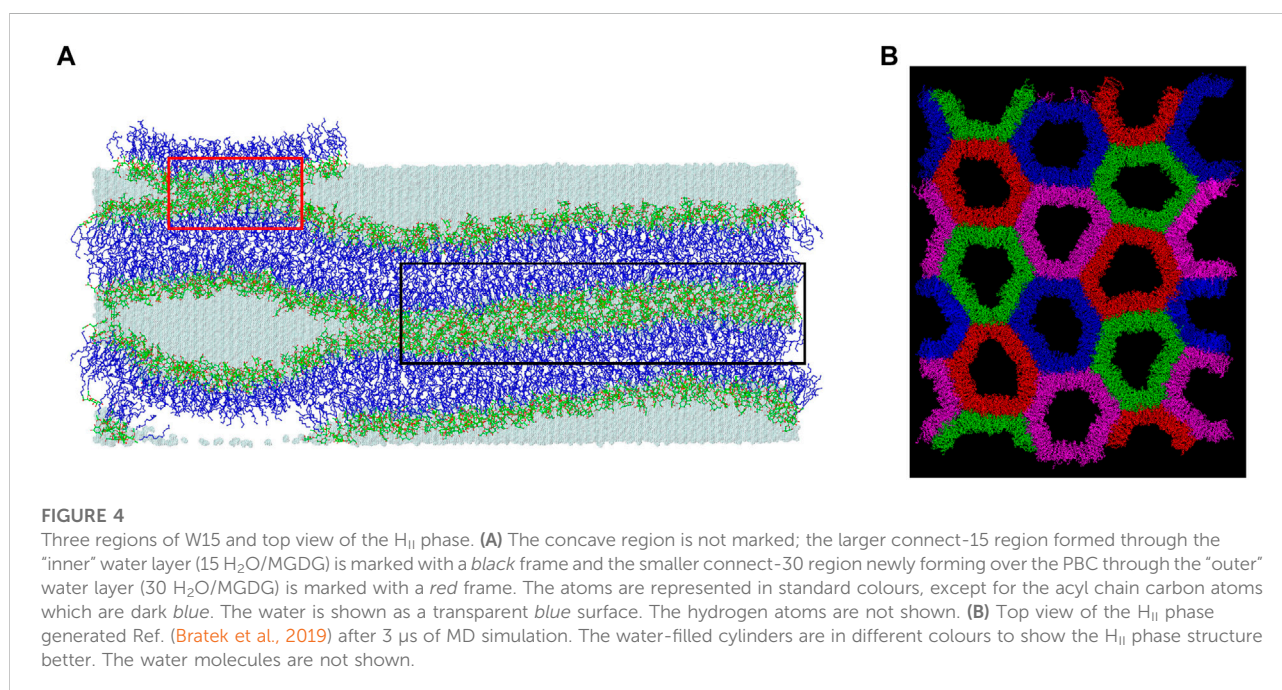 A
B
FIGURE 4
Three regions of W15 and top view of the HII phase. (A) The concave region is not marked; the larger connect-15 region formed through the
“inner” water layer (15 H2O/MGDG) is marked with a black frame and the smaller connect-30 region newly forming over the PBC through the “outer”
water layer (30 H2O/MGDG) is marked with a red frame. The atoms are represented in standard colours, except for the acyl chain carbon atoms
which are dark blue. The water is shown as a transparent blue surface. The hydrogen atoms are not shown. (B) Top view of the HII phase
generated Ref. (Bratek et al., 2019) after 3 μs of MD simulation. The water-filled cylinders are in different colours to show the HII phase structure
better. The water molecules are not shown.